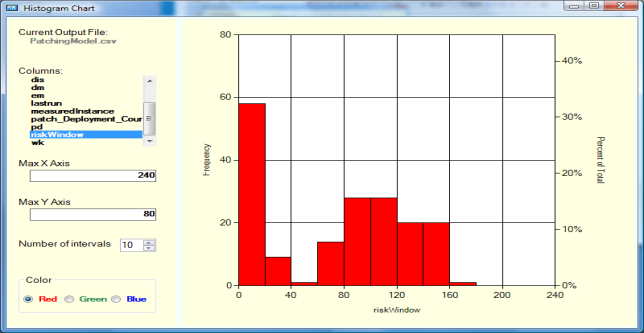 Histogram Chart
Current Output File:
PatchingModel.csv
Columns:
dis
dm
em
lastrun
measuredInstance
patch_Deployment_Cour
pd
riskWindow
wk
Max X Axis
240
Max Y Axis
80
Number of intervals 10
Color
Red Green Blue
80
60
40
20
0
Frequency
0 40 80 120 160 200 240
riskWindow
40%
30%
20%
10%
0%
Percent of Total